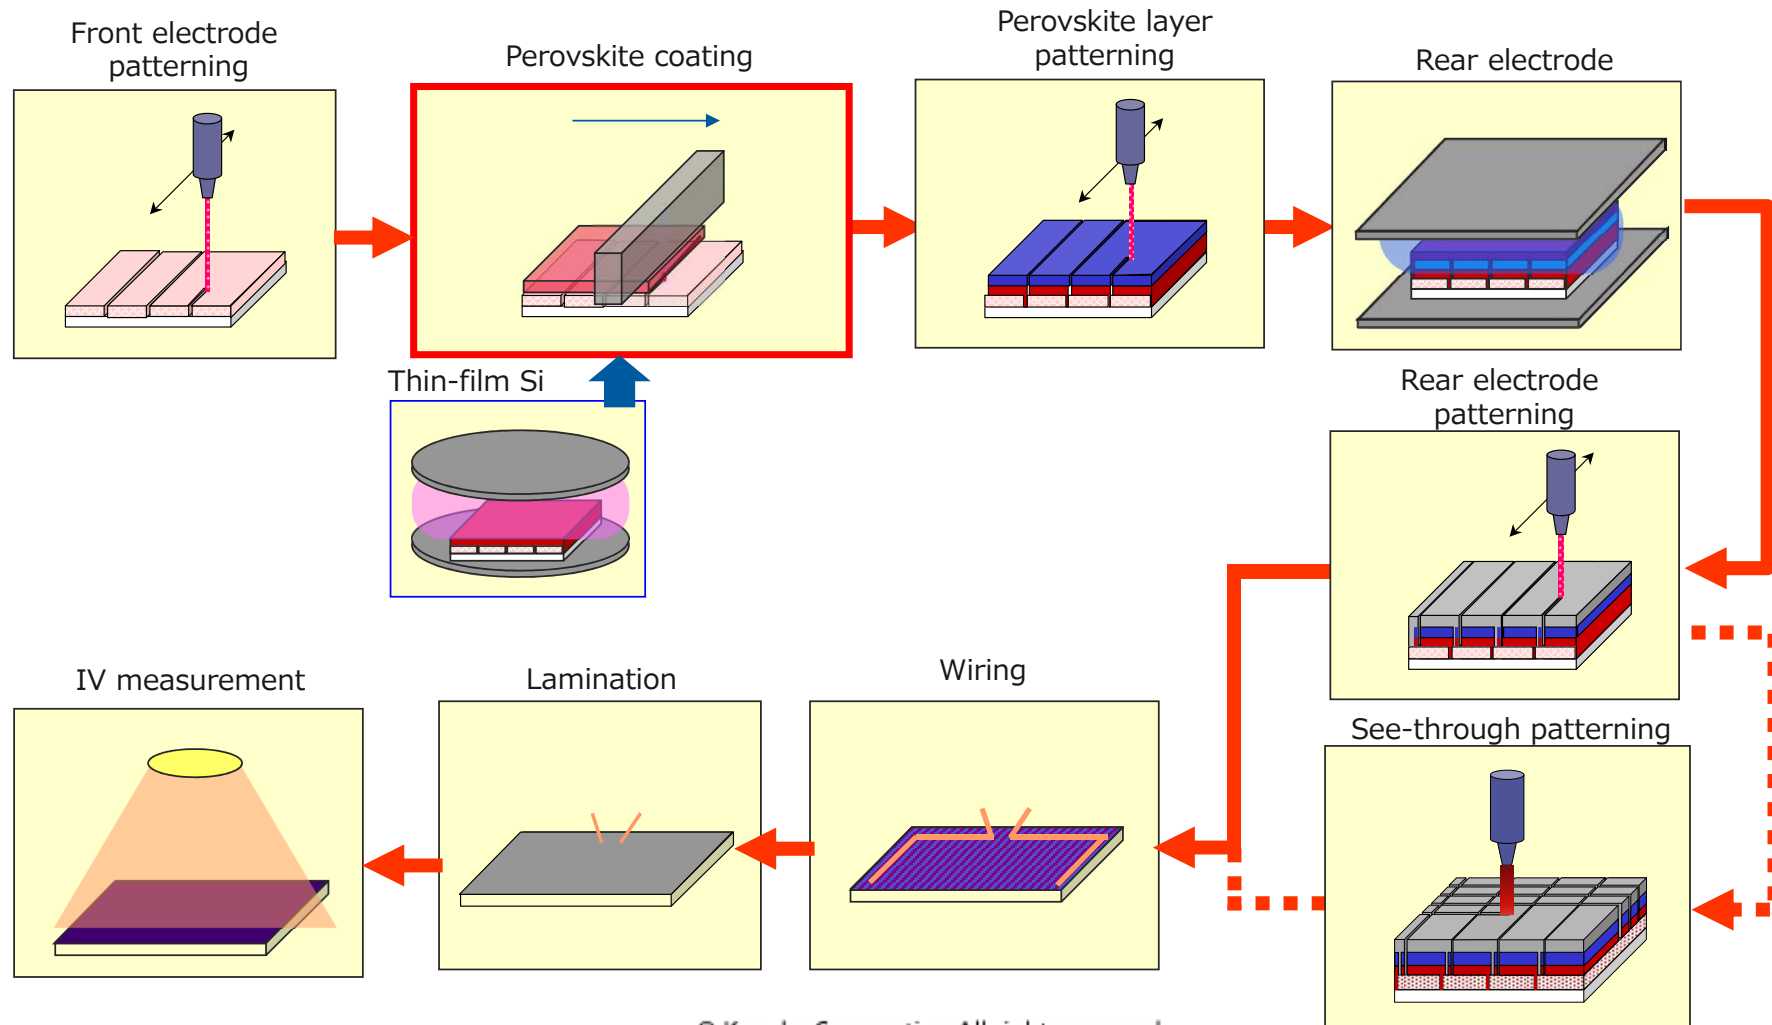 Front electrode
patterning
Perovskite coating
Perovskite layer
patterning
Rear electrode
Thin-film Si
Rear electrode
patterning
See-through patterning
Wiring
Lamination
IV measurement